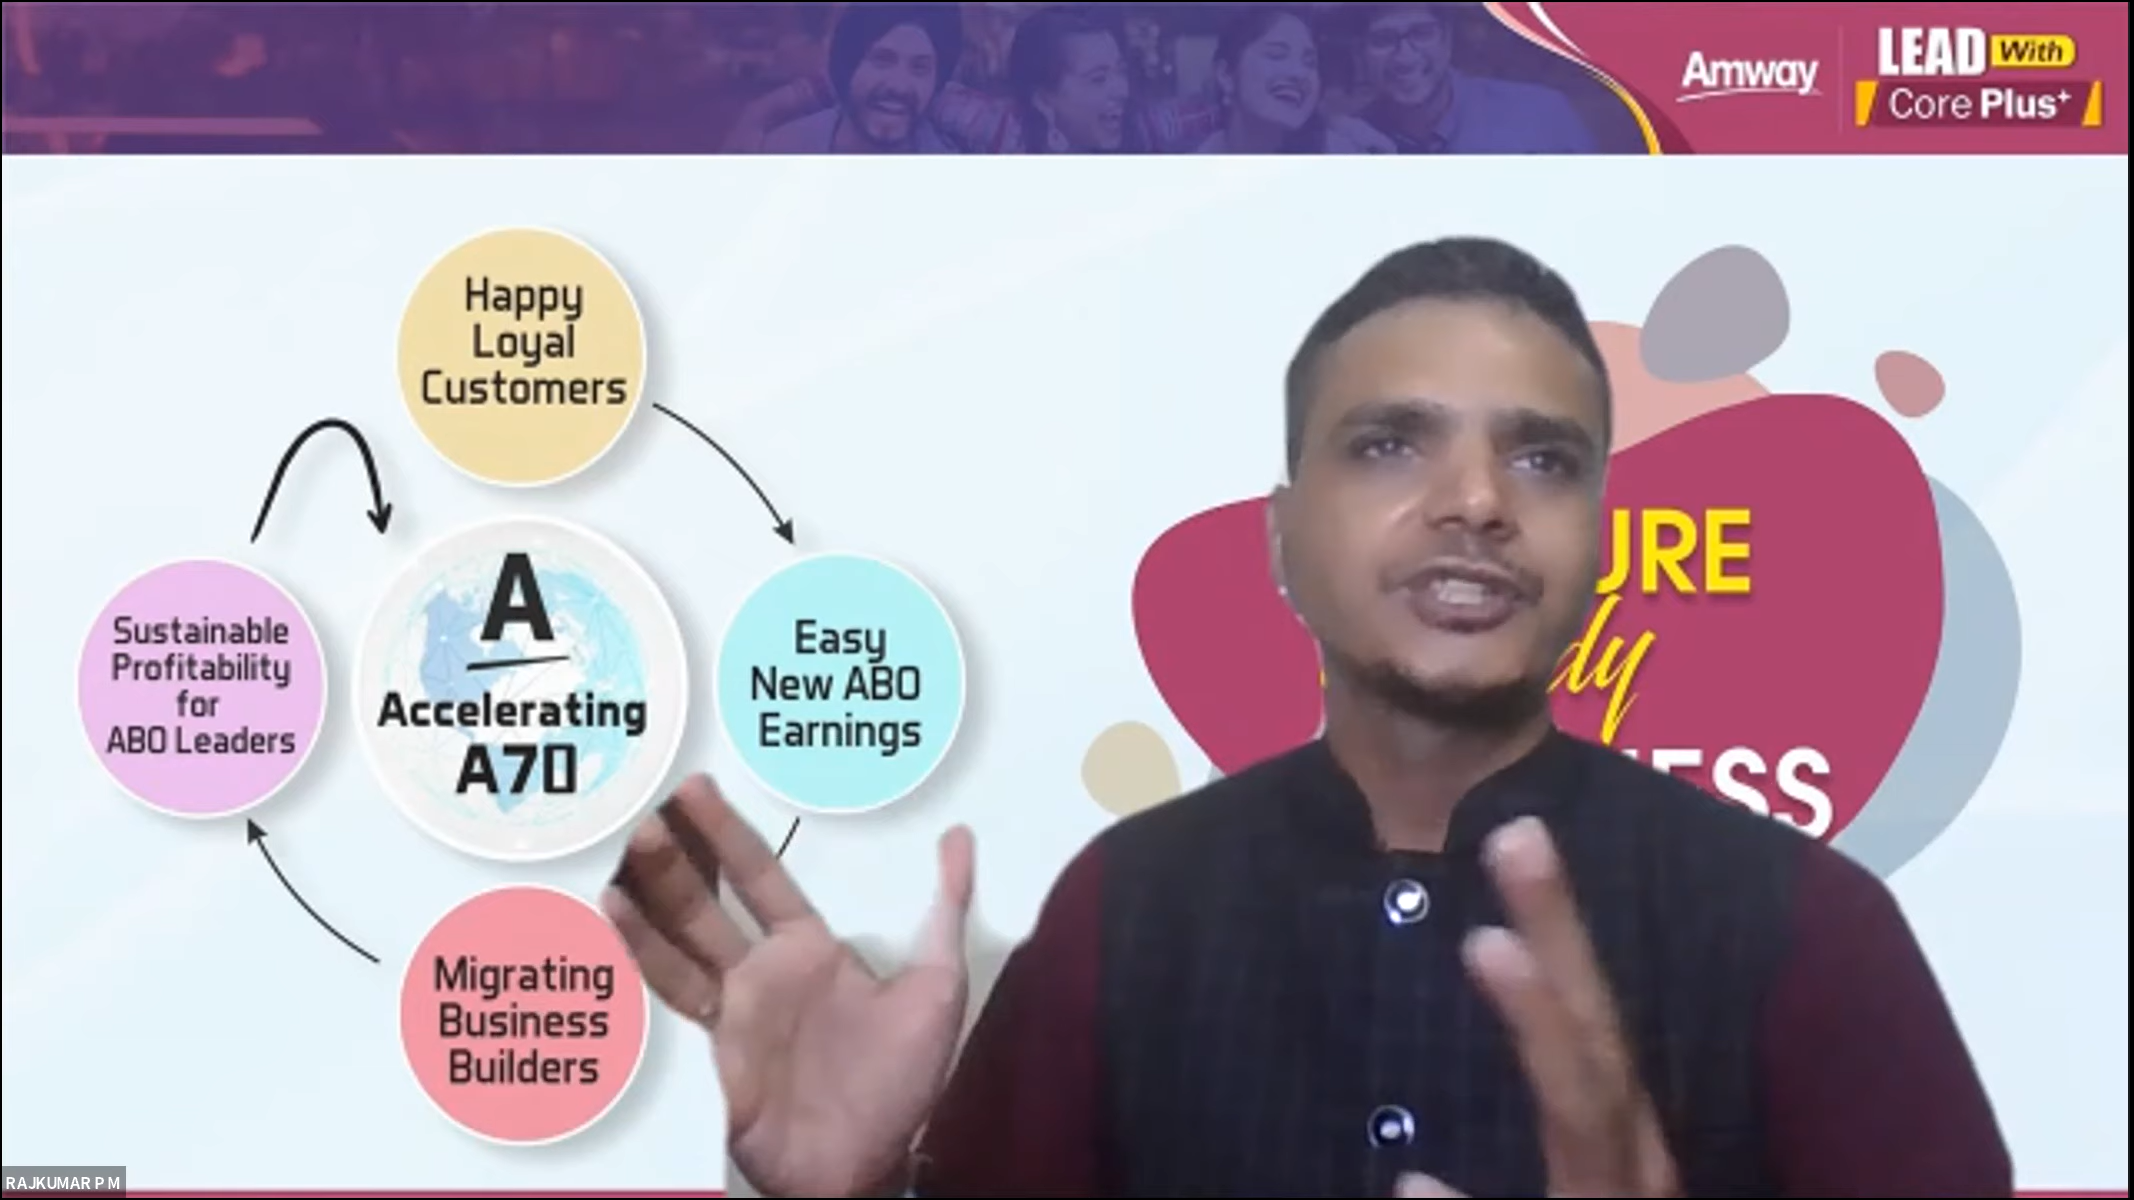 Amway
LEAD With
Core Plus+
Happy
Loyal
Customers
Sustainable
Profitability
for
ABO Leaders
A
Accelerating
A70
Easy
New ABO
Earnings
Migrating
Business
Builders
RAJKUMAR P M